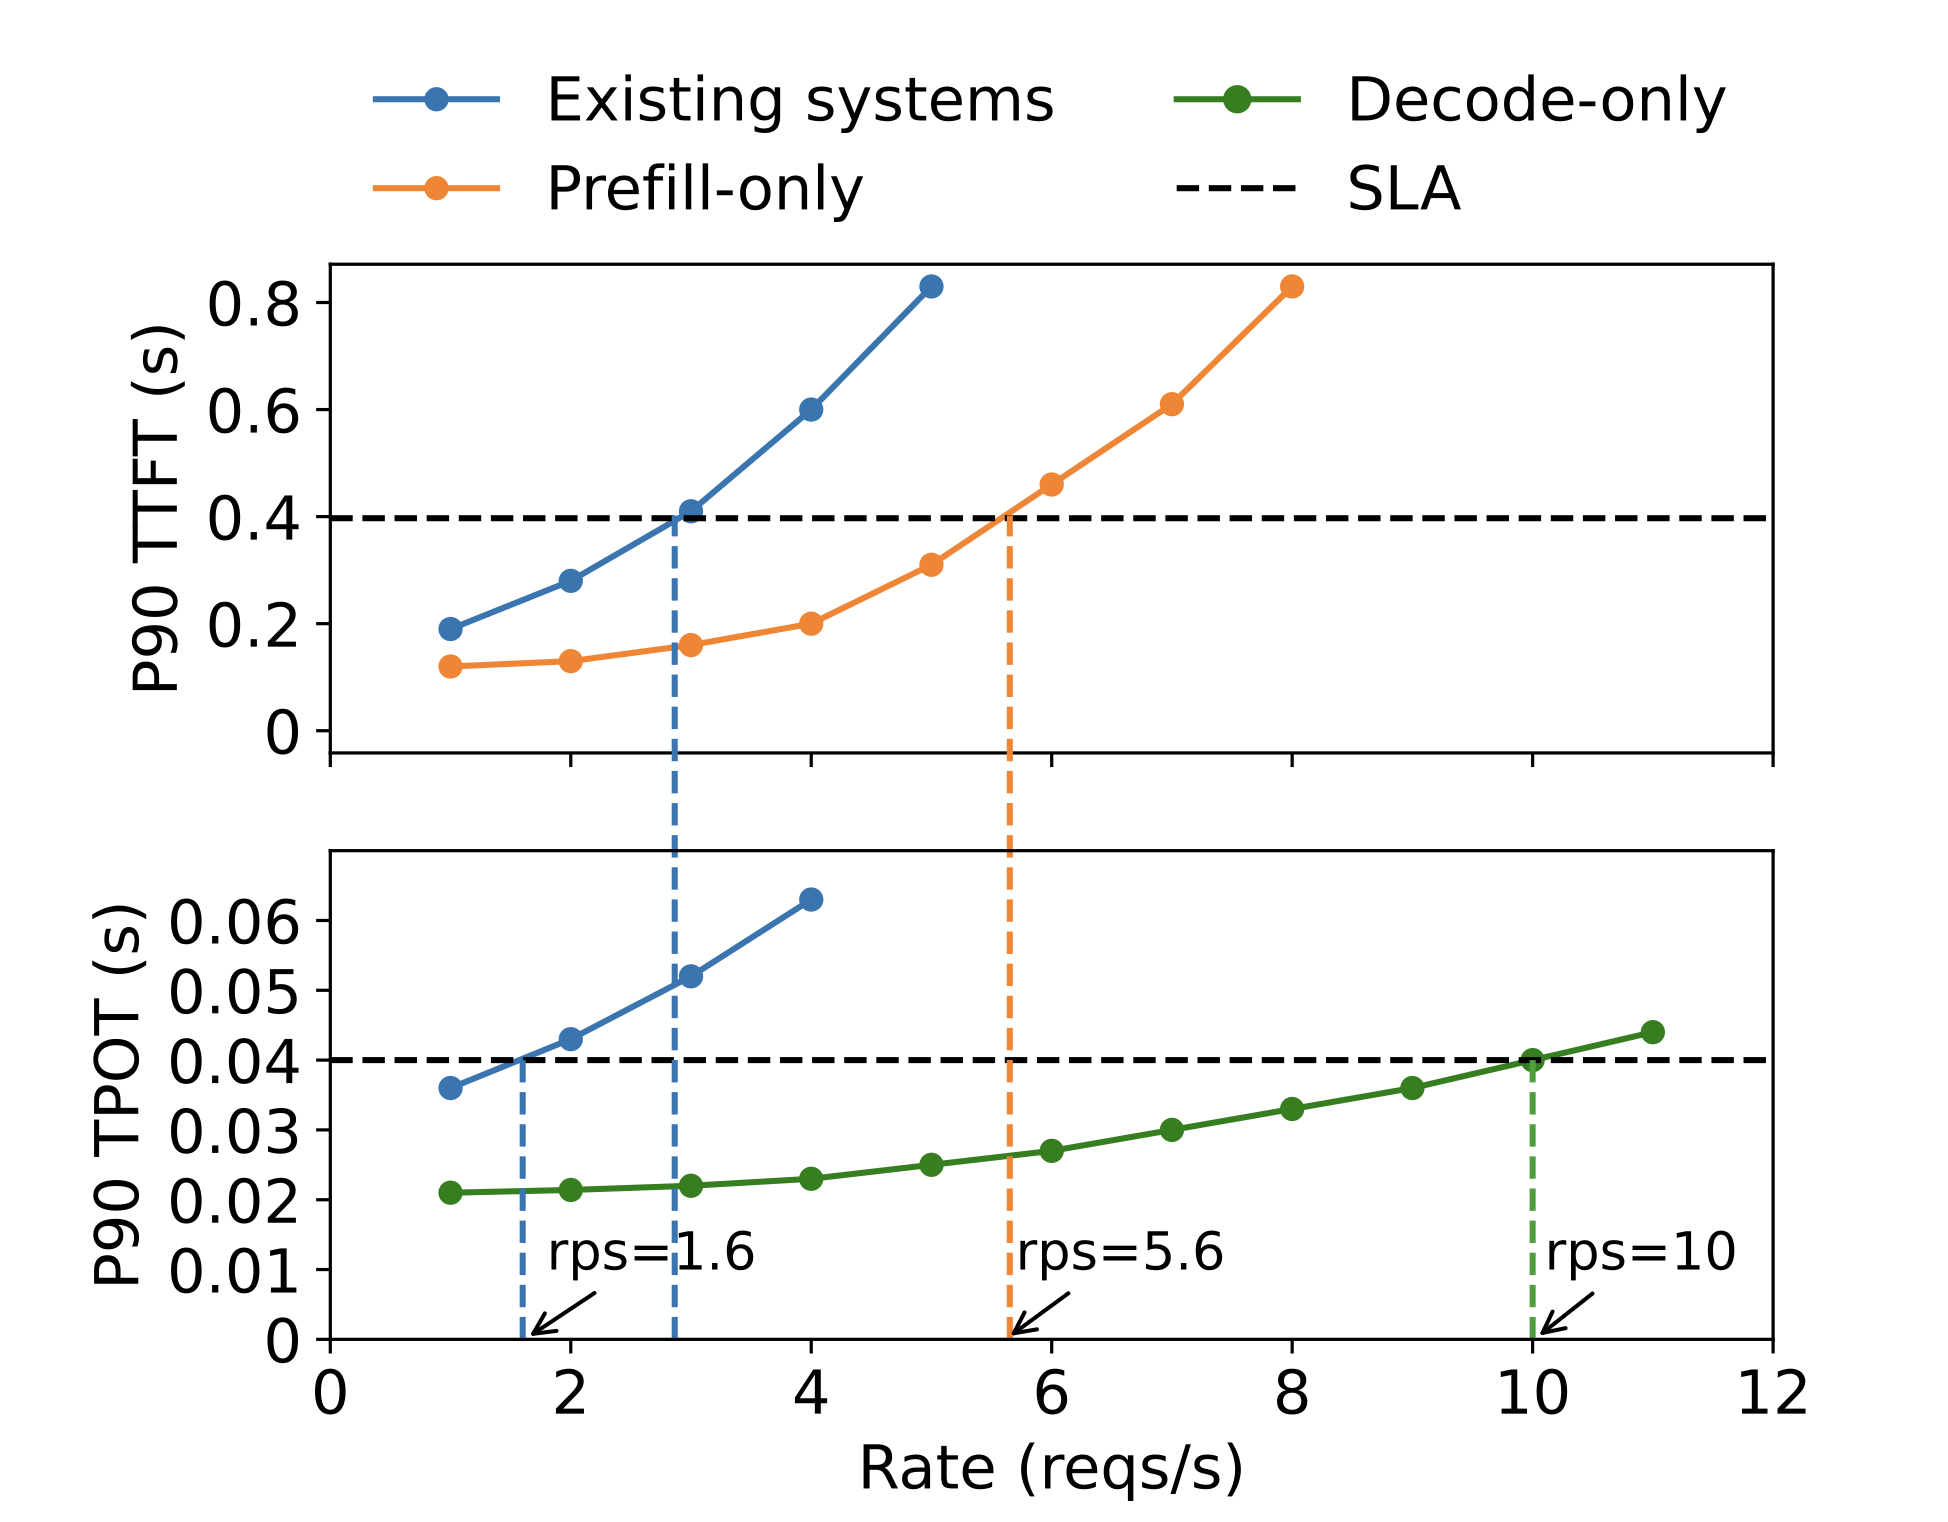 Existing systems
Decode-only
Prefill-only
SLA
P90 TTFT (s)
0.8
0.6
0.4
0.2
0
P90 TPOT (s)
0.06
0.05
0.04
0.03
0.02
0.01
0
rps=1.6
rps=5.6
rps=10
0 2 4 6 8 10 12
Rate (reqs/s)